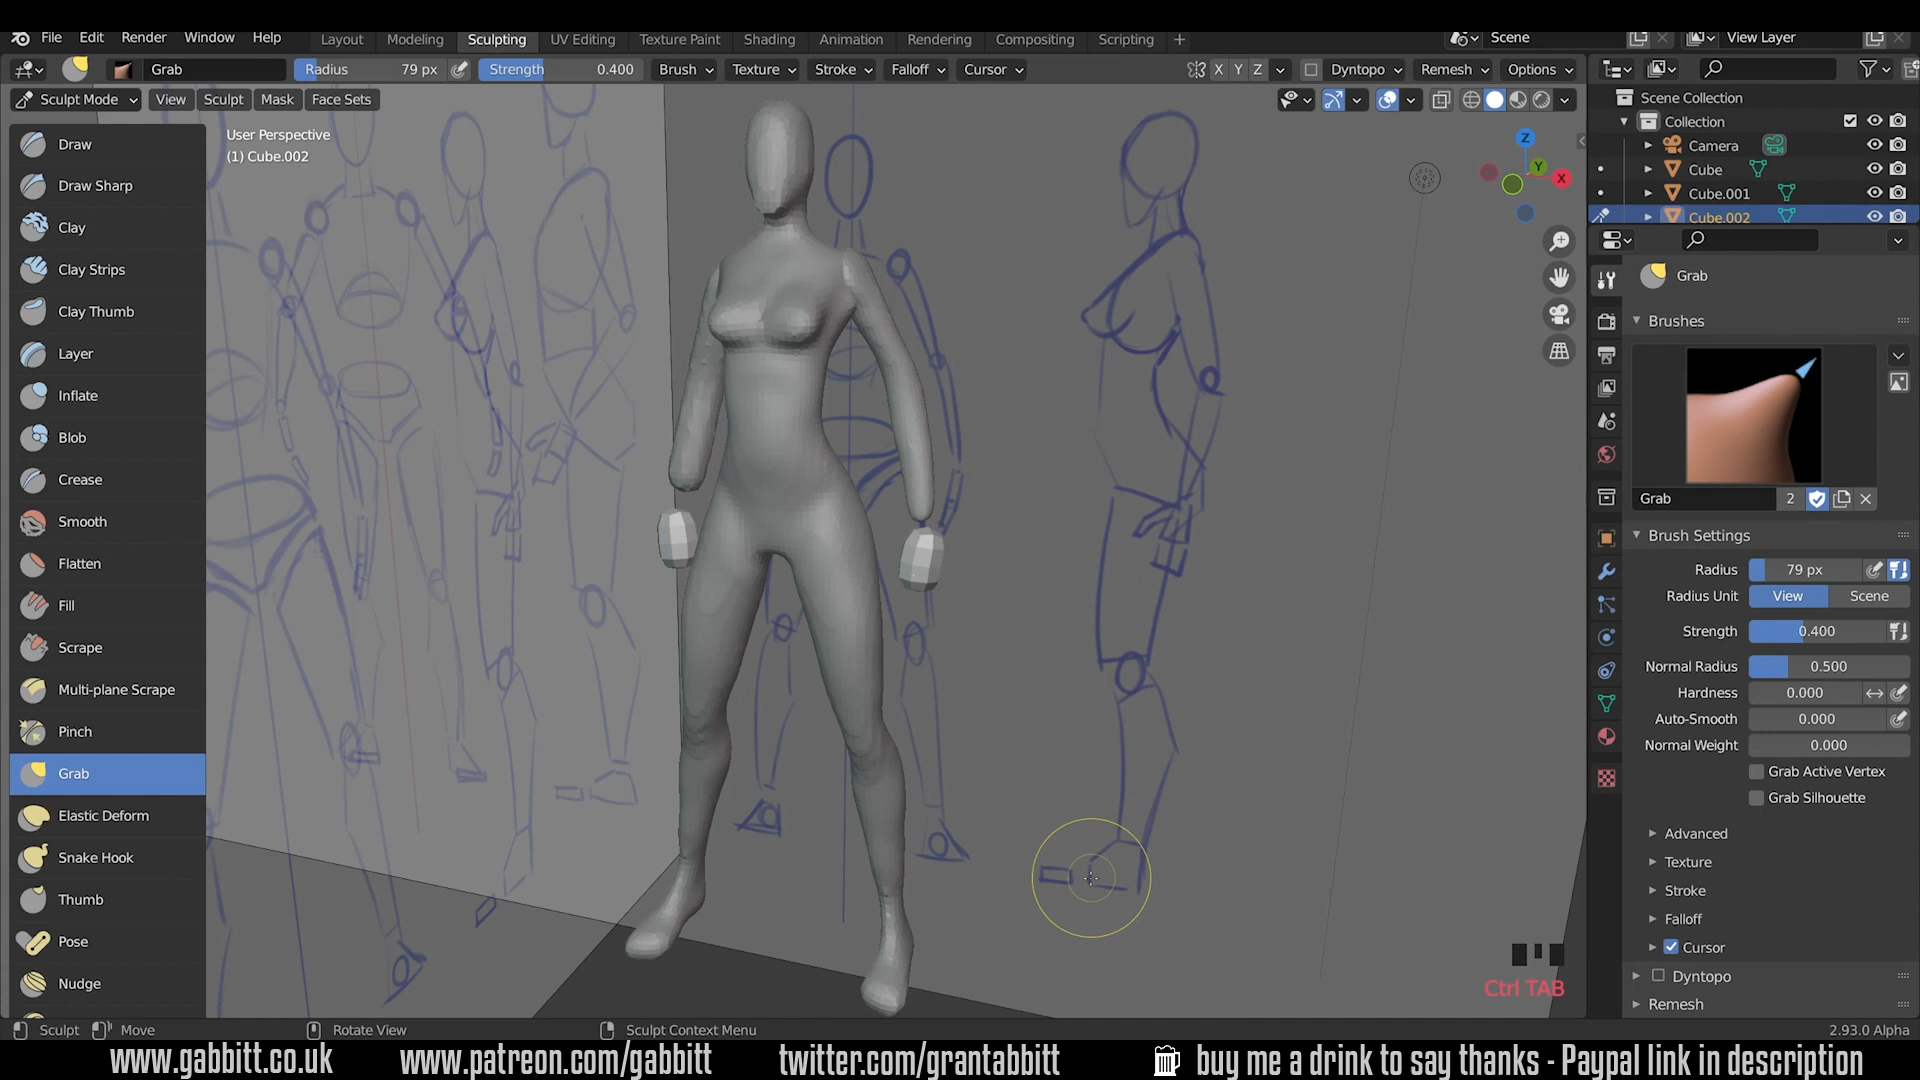 File Edit Render Window Help
Layout Modeling Sculpting UV Editing Texture Paint Shading Animation Rendering Compositing Scripting +
Scene
View Layer
Grab
Radius 79 px
Strength 0.400
Brush Texture Stroke Falloff Cursor
X Y Z
Dyntopo Remesh Options
Sculpt Mode View Sculpt Mask Face Sets
User Perspective
(1) Cube.002
Z
Y
X
Draw
Draw Sharp
Clay
Clay Strips
Clay Thumb
Layer
Inflate
Blob
Crease
Smooth
Flatten
Fill
Scrape
Multi-plane Scrape
Pinch
Grab
Elastic Deform
Snake Hook
Thumb
Pose
Nudge
Ctrl TAB
Scene Collection
Collection
Camera
Cube
Cube.001
Cube.002
Grab
Brushes
Grab 2
Brush Settings
Radius 79 px
Radius Unit View Scene
Strength 0.400
Normal Radius 0.500
Hardness 0.000
Auto-Smooth 0.000
Normal Weight 0.000
Grab Active Vertex
Grab Silhouette
Advanced
Texture
Stroke
Falloff
Cursor
Dyntopo
Remesh
Sculpt Move Rotate View Sculpt Context Menu 2.93.0 Alpha
www.gabbitt.co.uk www.patreon.com/gabbitt twitter.com/grantabbitt buy me a drink to say thanks - Paypal link in description